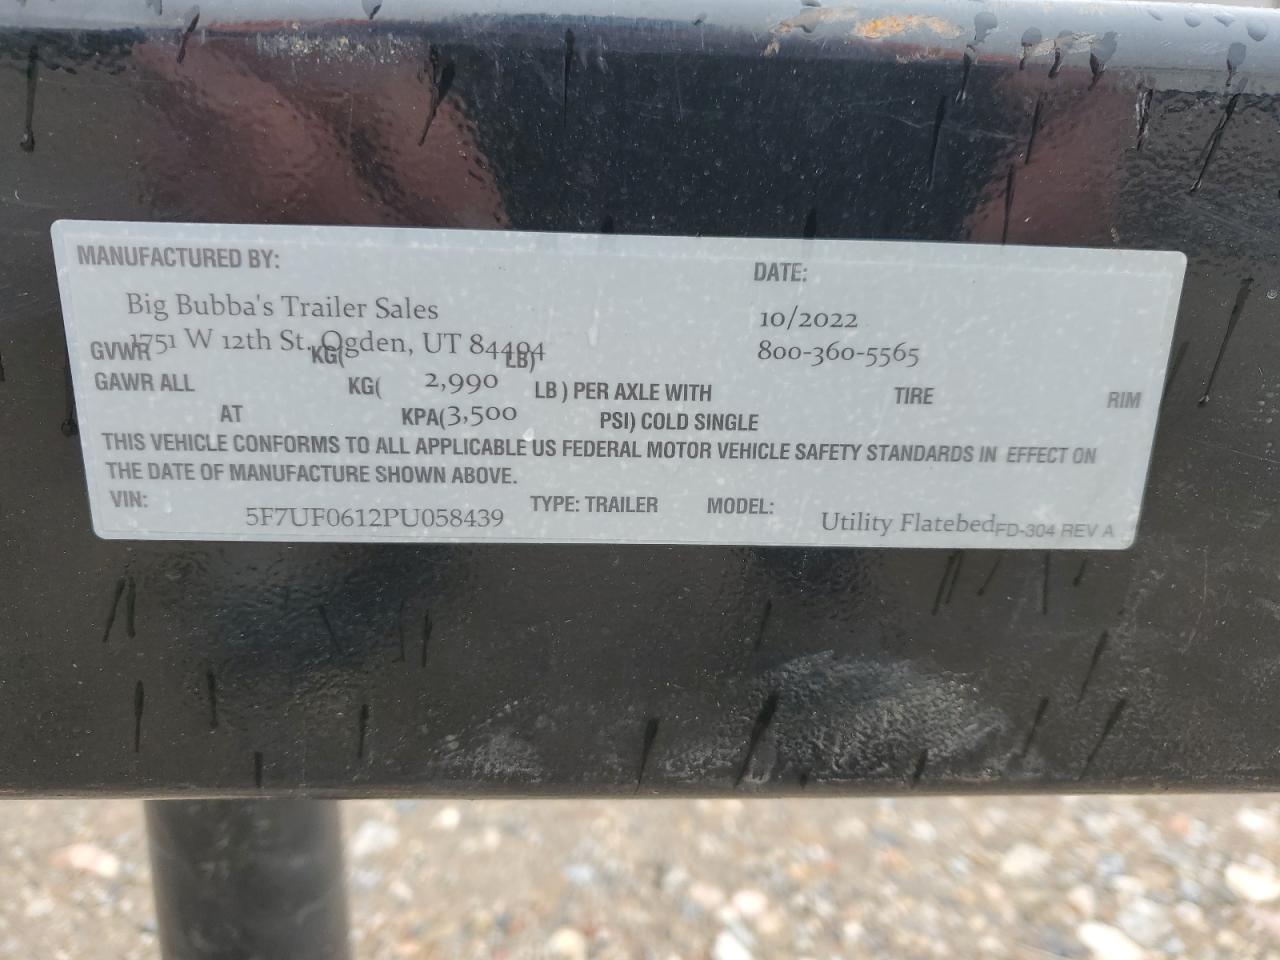 MANUFACTURED BY:
DATE:
Big Bubba's Trailer Sales
10/2022
1751 W 12th St., Ogden, UT 84404
800-360-5565
GVWR KG( LB)
GAWR ALL KG( 2,990 LB ) PER AXLE WITH TIRE RIM
AT KPA(3,500 PSI) COLD SINGLE
THIS VEHICLE CONFORMS TO ALL APPLICABLE US FEDERAL MOTOR VEHICLE SAFETY STANDARDS IN EFFECT ON
THE DATE OF MANUFACTURE SHOWN ABOVE.
VIN: 5F7UF0612PU058439 TYPE: TRAILER MODEL: Utility Flatebed FD-304 REV A